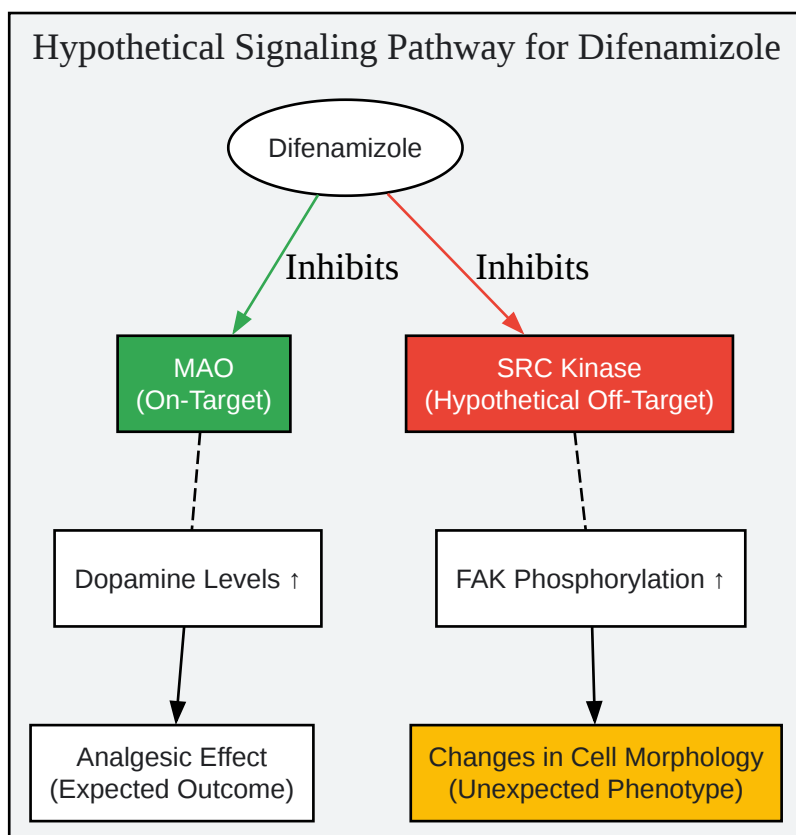 Hypothetical Signaling Pathway for Difenamizole
Difenamizole
Inhibits
Inhibits
MAO
(On-Target)
SRC Kinase
(Hypothetical Off-Target)
Dopamine Levels ↑
FAK Phosphorylation ↑
Analgesic Effect
(Expected Outcome)
Changes in Cell Morphology
(Unexpected Phenotype)